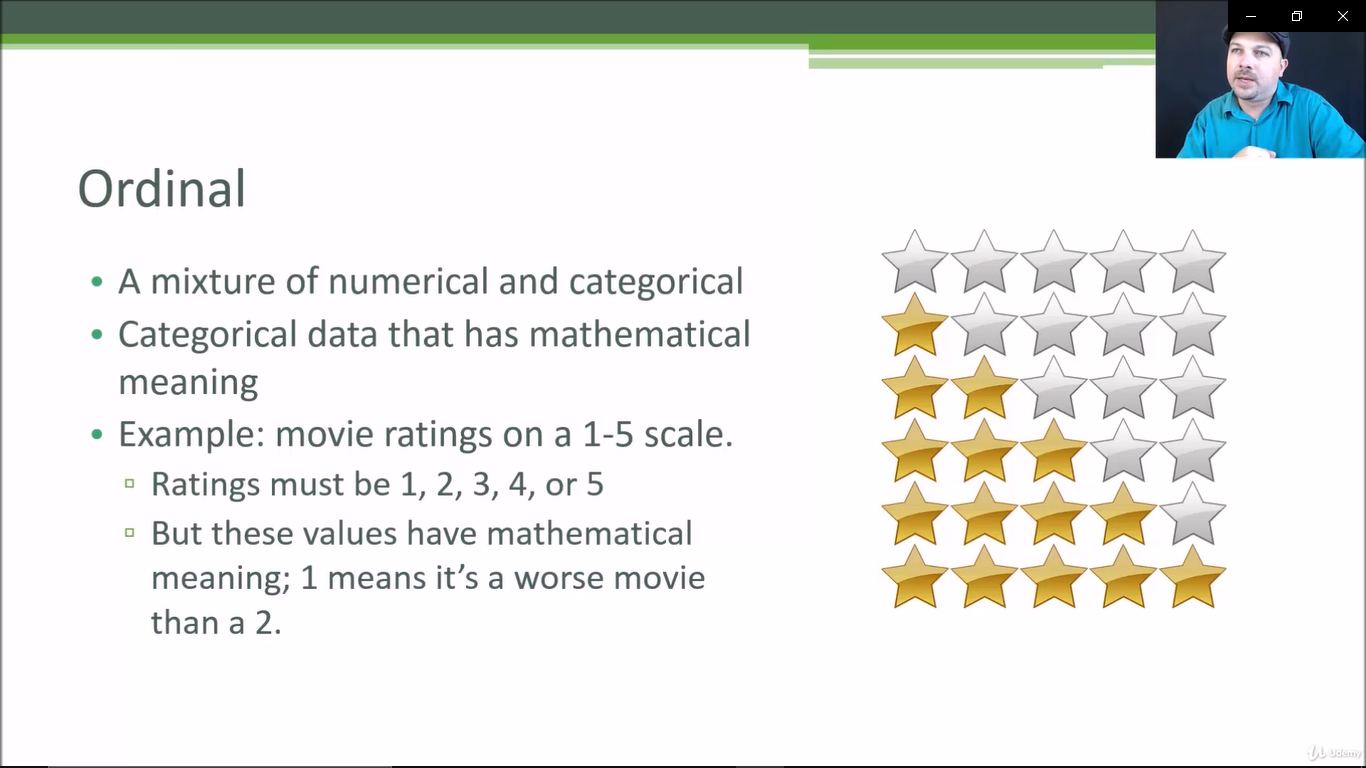 Ordinal
• A mixture of numerical and categorical
• Categorical data that has mathematical
meaning
• Example: movie ratings on a 1-5 scale.
▫ Ratings must be 1, 2, 3, 4, or 5
▫ But these values have mathematical
meaning; 1 means it’s a worse movie
than a 2.
Udemy